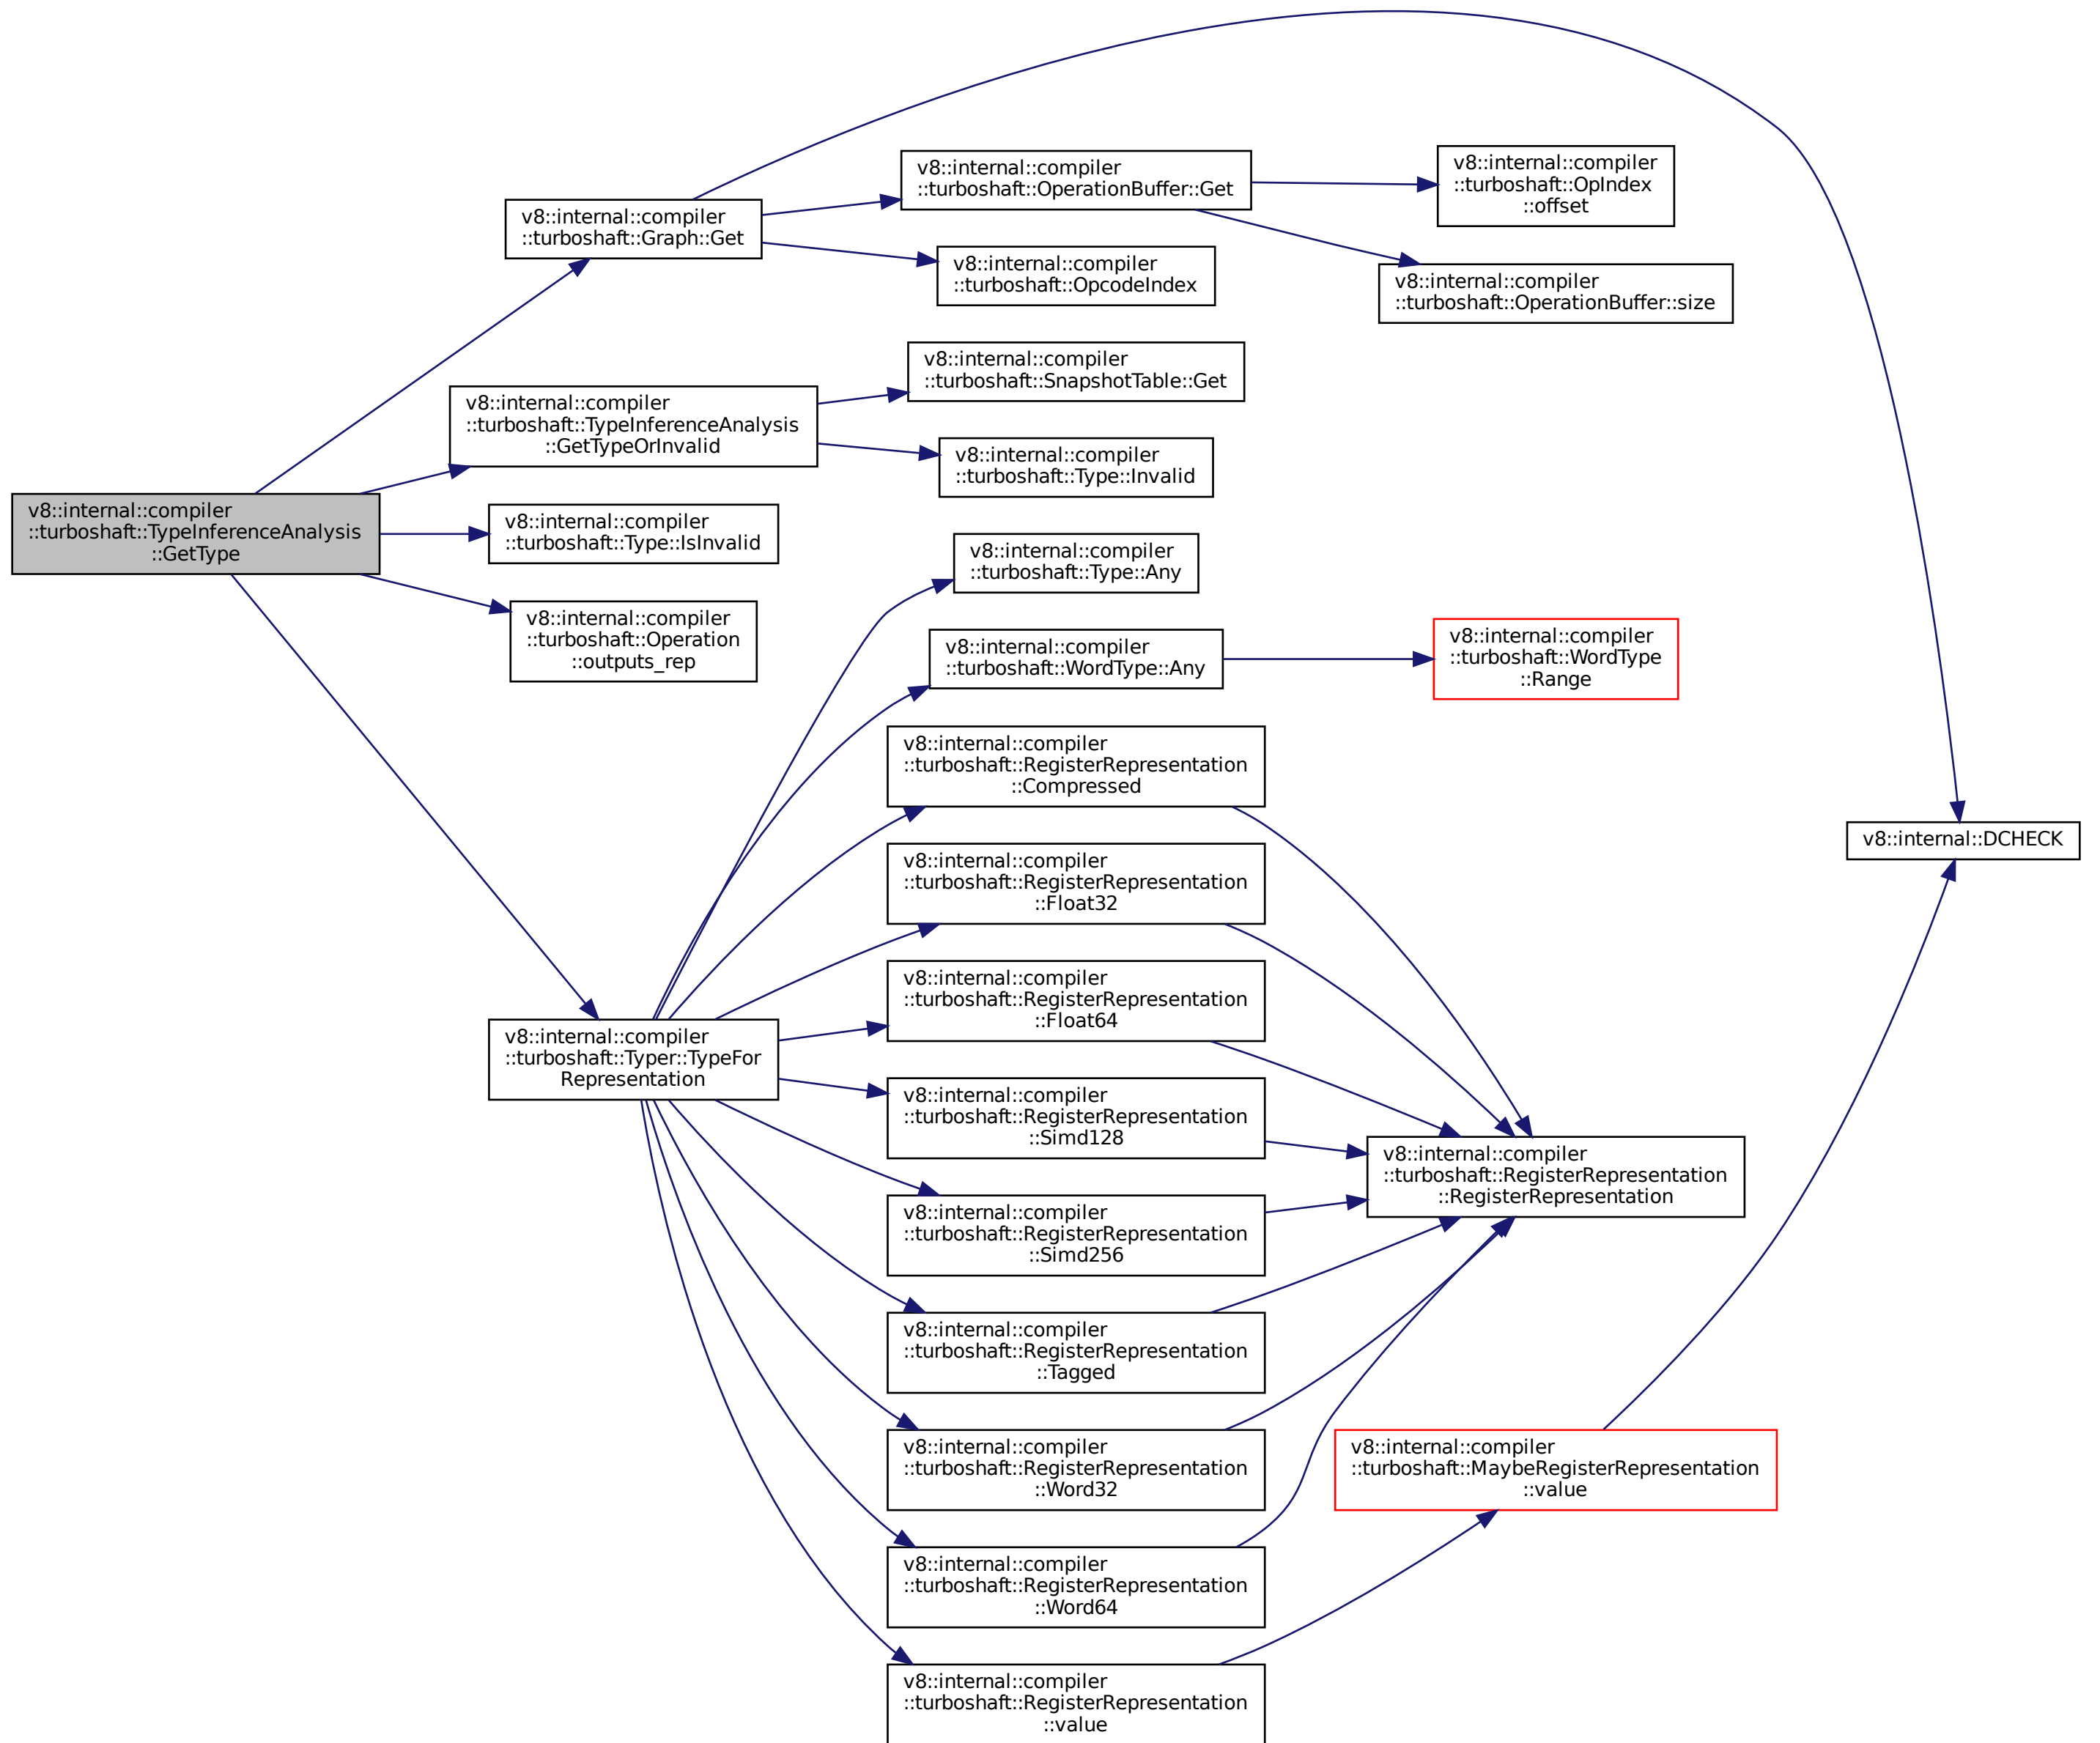 v8::internal::compiler
::turboshaft::TypeInferenceAnalysis
::GetType
v8::internal::compiler
::turboshaft::Graph::Get
v8::internal::compiler
::turboshaft::OperationBuffer::Get
v8::internal::compiler
::turboshaft::OpIndex
::offset
v8::internal::compiler
::turboshaft::OperationBuffer::size
v8::internal::compiler
::turboshaft::OpcodeIndex
v8::internal::compiler
::turboshaft::TypeInferenceAnalysis
::GetTypeOrInvalid
v8::internal::compiler
::turboshaft::SnapshotTable::Get
v8::internal::compiler
::turboshaft::Type::Invalid
v8::internal::compiler
::turboshaft::Type::IsInvalid
v8::internal::compiler
::turboshaft::Operation
::outputs_rep
v8::internal::compiler
::turboshaft::Typer::TypeFor
Representation
v8::internal::compiler
::turboshaft::Type::Any
v8::internal::compiler
::turboshaft::WordType::Any
v8::internal::compiler
::turboshaft::WordType
::Range
v8::internal::compiler
::turboshaft::RegisterRepresentation
::Compressed
v8::internal::compiler
::turboshaft::RegisterRepresentation
::Float32
v8::internal::compiler
::turboshaft::RegisterRepresentation
::Float64
v8::internal::compiler
::turboshaft::RegisterRepresentation
::Simd128
v8::internal::compiler
::turboshaft::RegisterRepresentation
::Simd256
v8::internal::compiler
::turboshaft::RegisterRepresentation
::Tagged
v8::internal::compiler
::turboshaft::RegisterRepresentation
::Word32
v8::internal::compiler
::turboshaft::RegisterRepresentation
::Word64
v8::internal::compiler
::turboshaft::RegisterRepresentation
::value
v8::internal::compiler
::turboshaft::RegisterRepresentation
::RegisterRepresentation
v8::internal::compiler
::turboshaft::MaybeRegisterRepresentation
::value
v8::internal::DCHECK